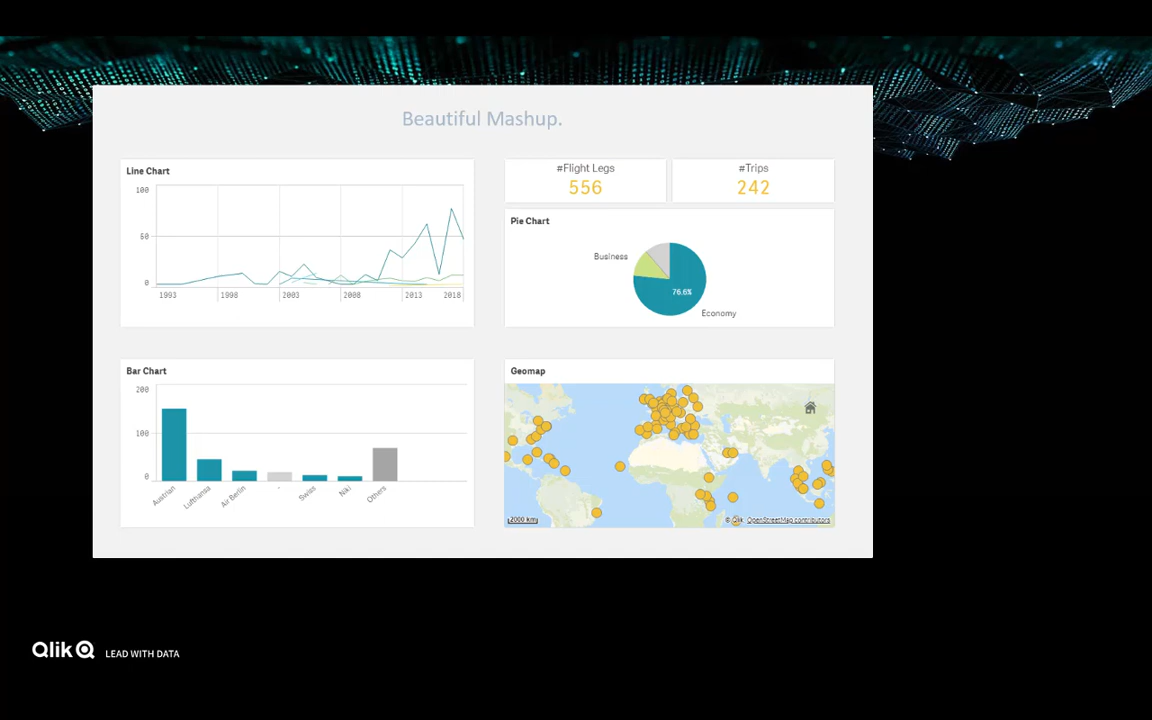 Beautiful Mashup.
Line Chart
100
50
0
1993
1998
2003
2008
2013
2018
#Flight Legs
556
#Trips
242
Pie Chart
Business
76.6%
Economy
Bar Chart
200
100
0
Austrian
Lufthansa
Air Berlin
-
Swiss
Niki
Others
Geomap
2000 km
© Qlik, OpenStreetMap contributors
Qlik LEAD WITH DATA